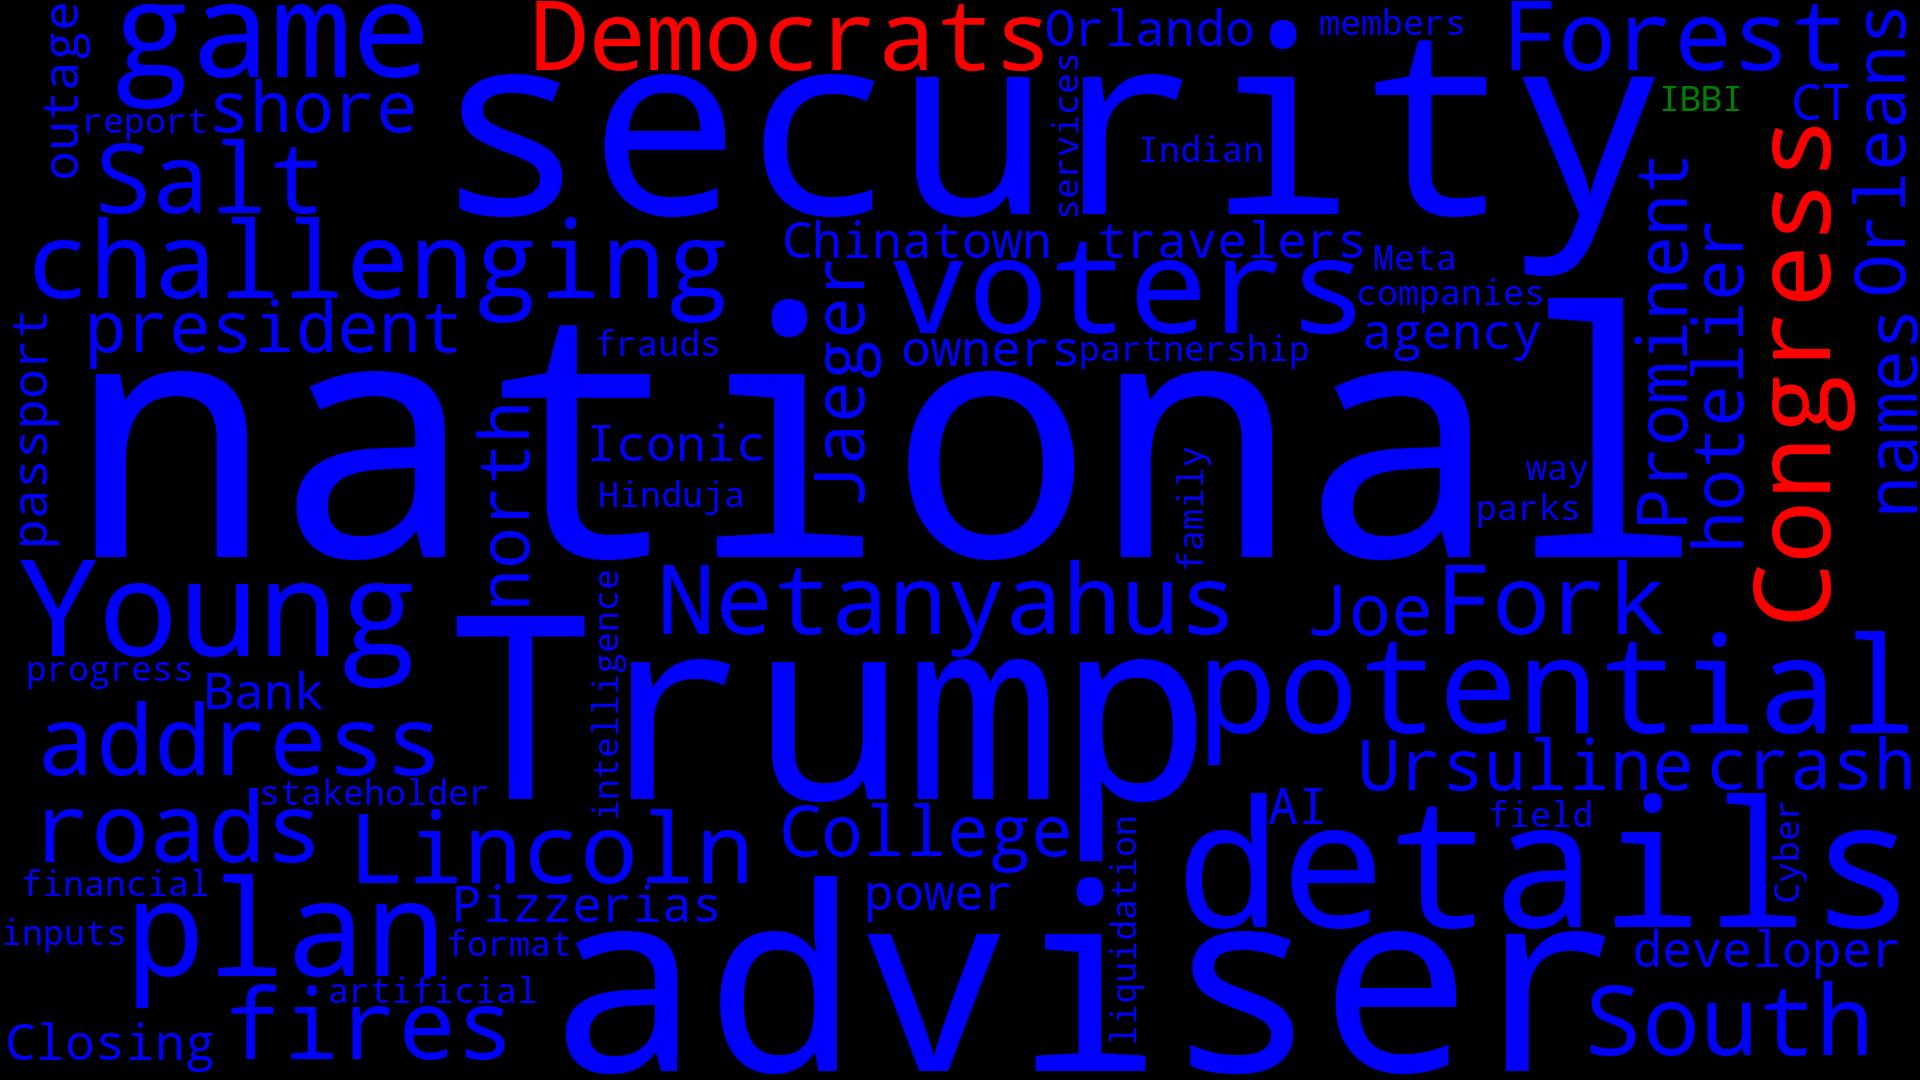 outage
game
Democrats
Orlando
members
Forest
Orleans
report
shore
security
services
Indian
IBBI
CT
Salt
Congress
challenging
Chinatown
travelers
Meta
Prominent
hotelier
president
frauds
Jaeger
voters
companies
agency
owners
partnership
passport
national
names
north
Iconic
Hinduja
family
way
parks
Young
intelligence
Netanyahus
Joe
Fork
progress
Bank
Trump
potential
address
Ursuline
crash
stakeholder
roads
Lincoln
College
AI
details
field
Cyber
financial
plan
Pizzerias
power
liquidation
inputs
format
adviser
developer
artificial
Closing
fires
South